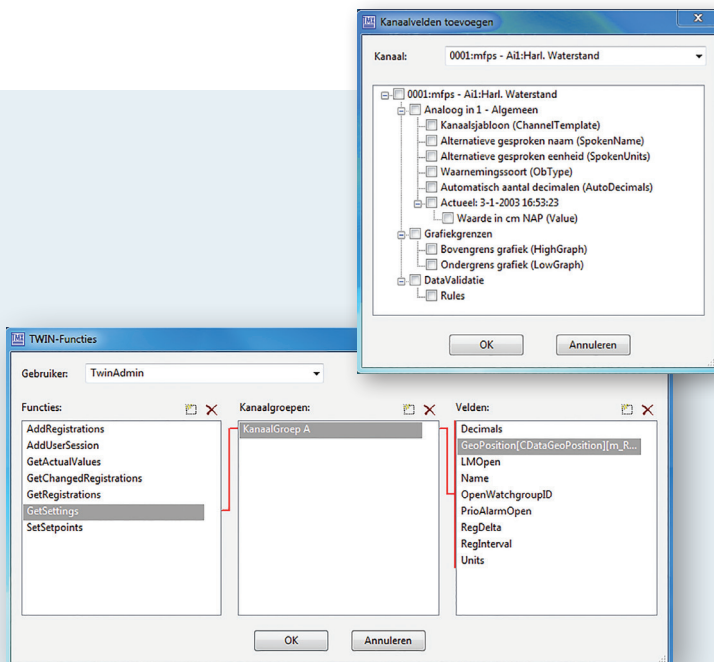 Kanaalvelden toevoegen
x
Kanaal: 0001:mfps - Ai1:Harl. Waterstand
0001:mfps - Ai1:Harl. Waterstand
Analoog in 1 - Algemeen
Kanaalsjabloon (ChannelTemplate)
Alternatieve gesproken naam (SpokenName)
Alternatieve gesproken eenheid (SpokenUnits)
Waarnemingssoort (ObType)
Automatisch aantal decimalen (AutoDecimals)
Actueel: 3-1-2003 16:53:23
Waarde in cm NAP (Value)
Grafiekgrenzen
Bovengrens grafiek (HighGraph)
Ondergrens grafiek (LowGraph)
DataValidatie
Rules
OK Annuleren
TWIN-Functies
Gebruiker: TwinAdmin
Functies: Kanaalgroepen: Velden:
AddRegistrations
AddUserSession
GetActualValues
GetChangedRegistrations
GetRegistrations
GetSettings
SetSetpoints
KanaalGroep A
Decimals
GeoPosition[CDataGeoPosition][m_R...
LMOpen
Name
OpenWatchgroupID
PrioAlarmOpen
RegDelta
RegInterval
Units
OK Annuleren